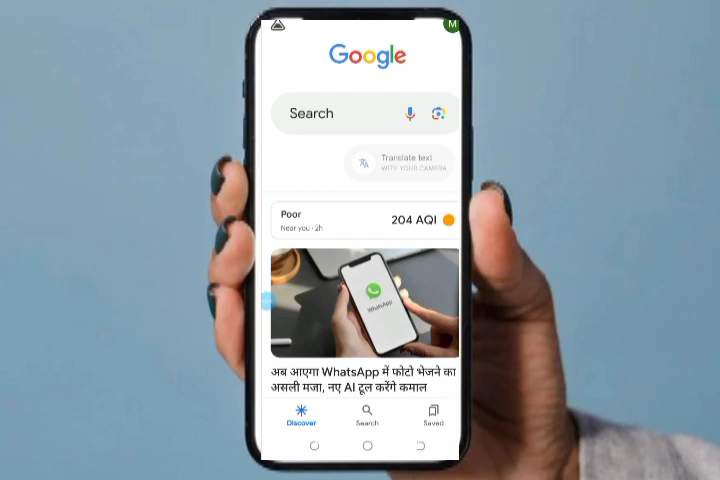 M
Google
Search
Translate text
WITH YOUR CAMERA
Poor
204 AQI
Near you · 2h
WhatsApp
अब आएगा WhatsApp में फोटो भेजने का
असली मजा, नए AI टूल करेंगे कमाल
Discover
Search
Saved